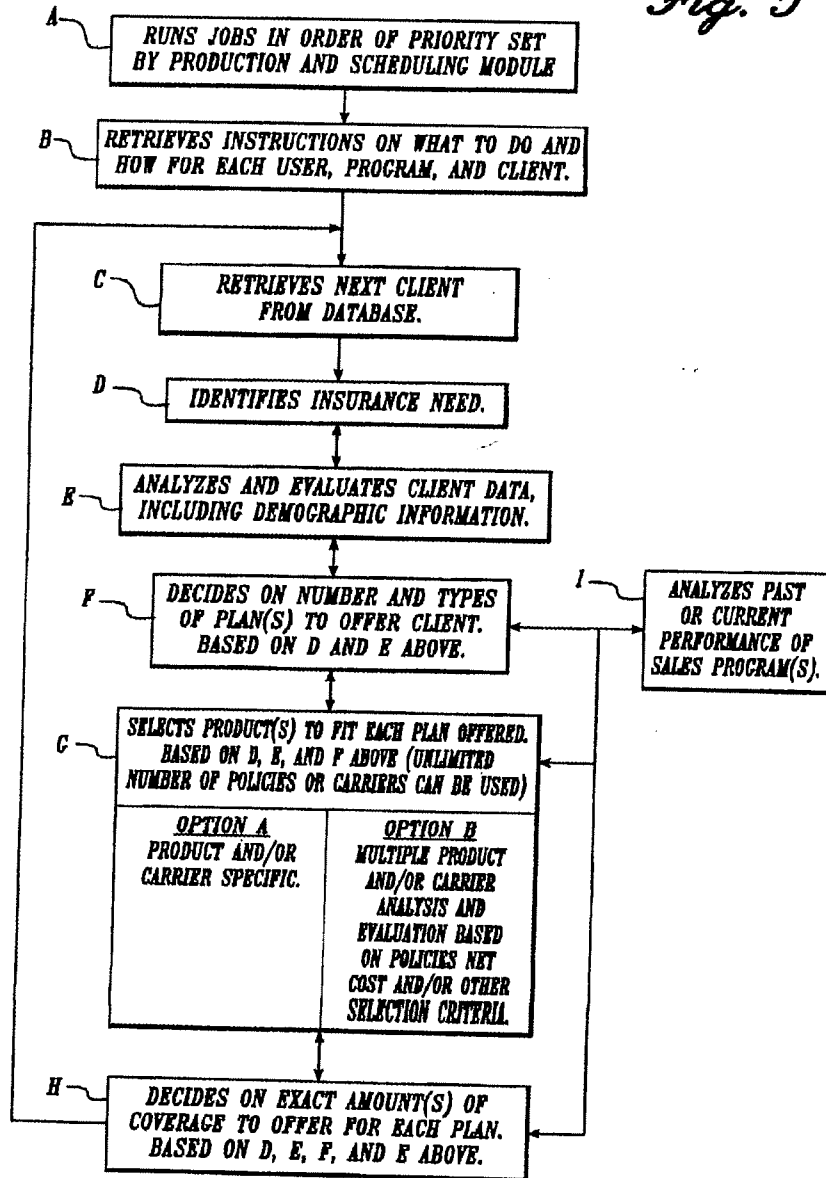 Fig. 5
A
RUNS JOBS IN ORDER OF PRIORITY SET
BY PRODUCTION AND SCHEDULING MODULE
B
RETRIEVES INSTRUCTIONS ON WHAT TO DO AND
HOW FOR EACH USER, PROGRAM, AND CLIENT.
C
RETRIEVES NEXT CLIENT
FROM DATABASE.
D
IDENTIFIES INSURANCE NEED.
E
ANALYZES AND EVALUATES CLIENT DATA,
INCLUDING DEMOGRAPHIC INFORMATION.
F
DECIDES ON NUMBER AND TYPES
OF PLAN(S) TO OFFER CLIENT.
BASED ON D AND E ABOVE.
I
ANALYZES PAST
OR CURRENT
PERFORMANCE OF
SALES PROGRAM(S).
G
SELECTS PRODUCT(S) TO FIT EACH PLAN OFFERED.
BASED ON D, E, AND F ABOVE (UNLIMITED
NUMBER OF POLICIES OR CARRIERS CAN BE USED)
OPTION A
PRODUCT AND/OR
CARRIER SPECIFIC.
OPTION B
MULTIPLE PRODUCT
AND/OR CARRIER
ANALYSIS AND
EVALUATION BASED
ON POLICIES NET
COST AND/OR OTHER
SELECTION CRITERIA.
H
DECIDES ON EXACT AMOUNT(S) OF
COVERAGE TO OFFER FOR EACH PLAN.
BASED ON D, E, F, AND E ABOVE.